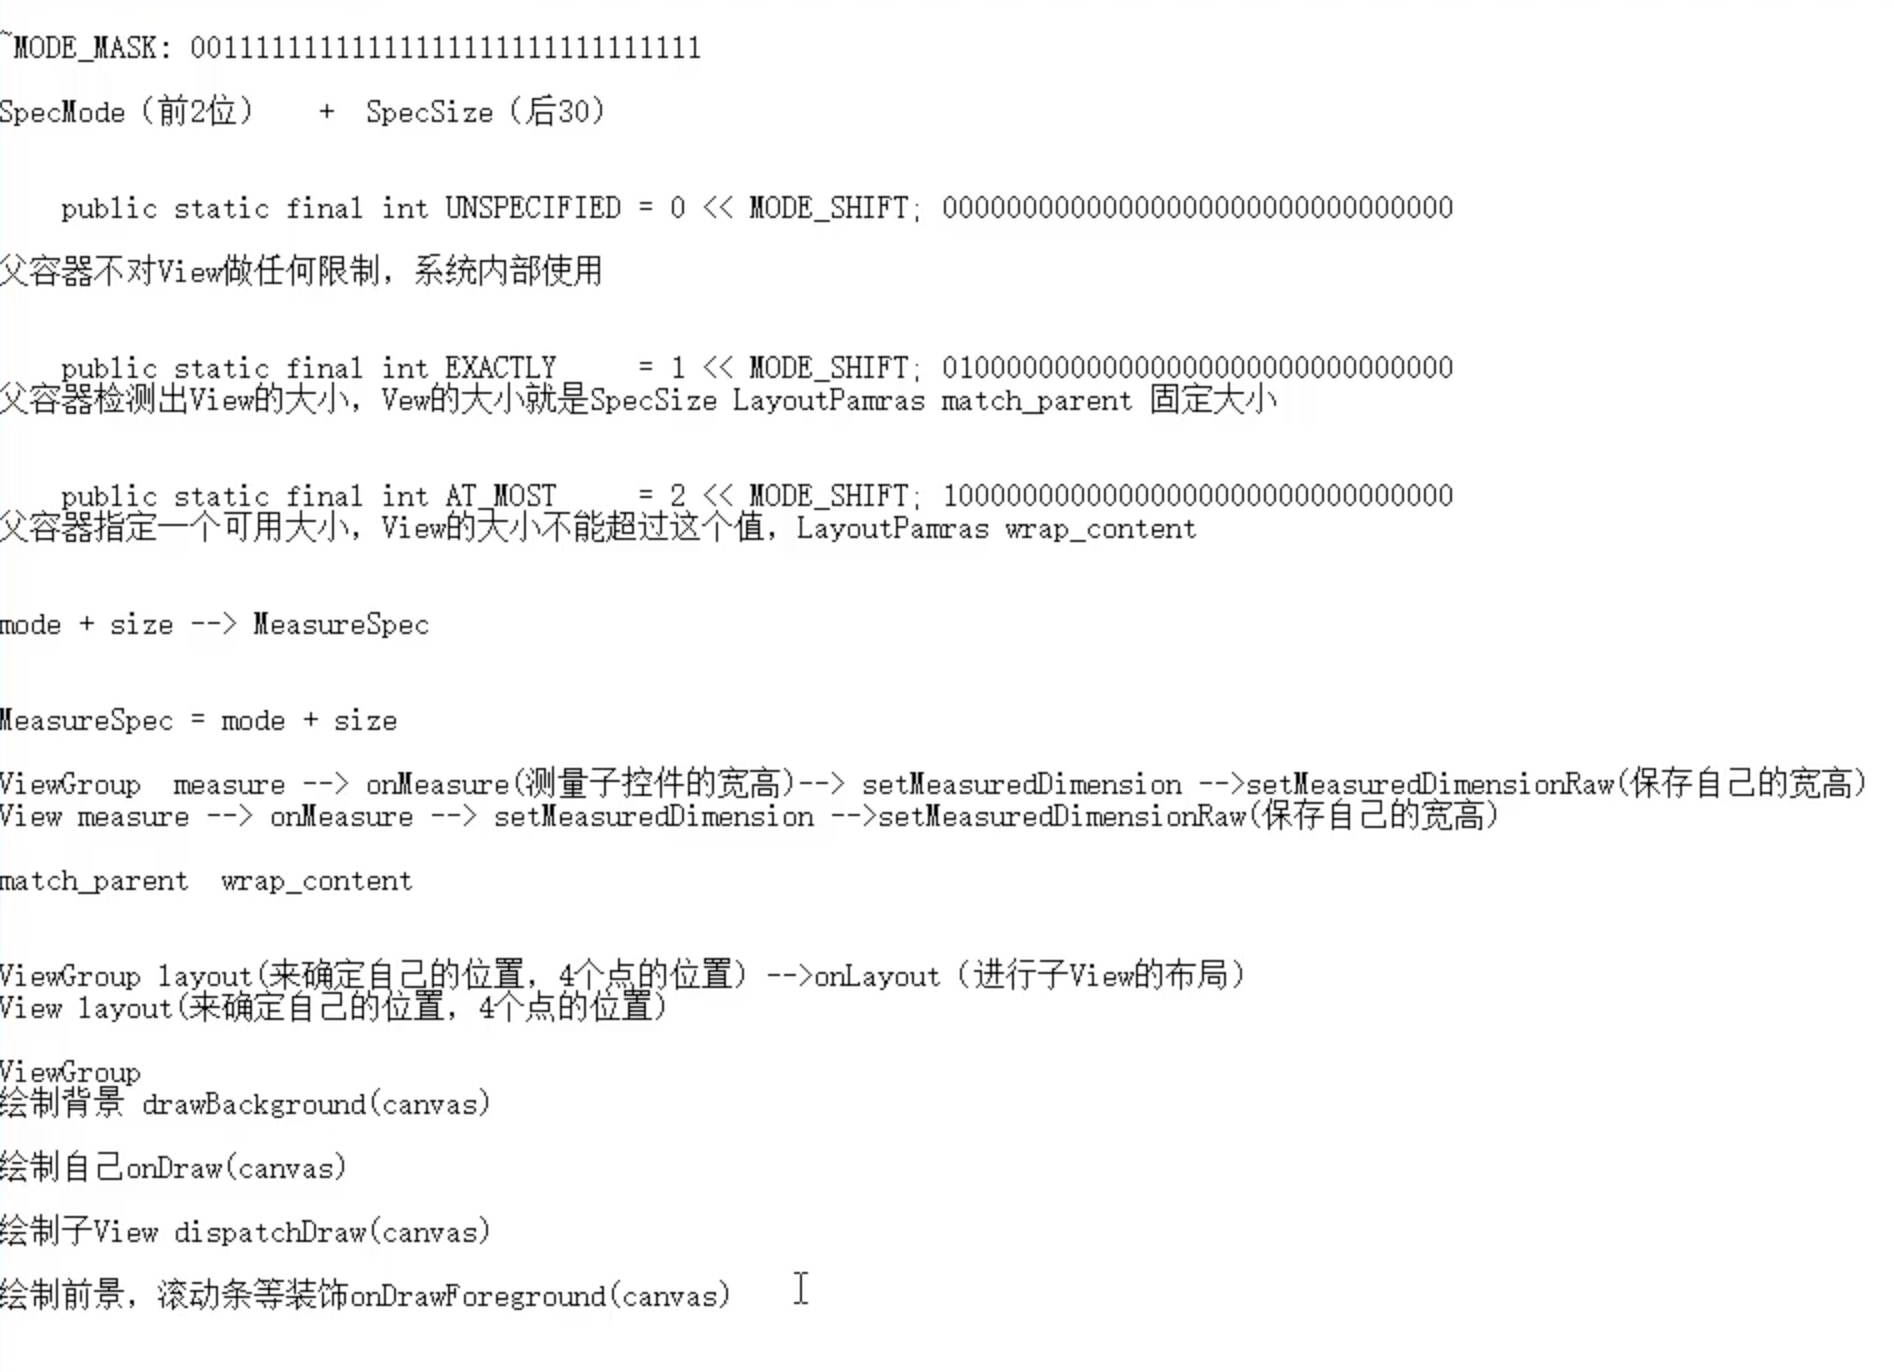 ~MODE_MASK: 00111111111111111111111111111111
SpecMode（前2位）   +  SpecSize（后30）
public static final int UNSPECIFIED = 0 << MODE_SHIFT; 00000000000000000000000000000000
父容器不对View做任何限制，系统内部使用
public static final int EXACTLY     = 1 << MODE_SHIFT; 01000000000000000000000000000000
父容器检测出View的大小，Vew的大小就是SpecSize LayoutPamras match_parent 固定大小
public static final int AT_MOST     = 2 << MODE_SHIFT; 10000000000000000000000000000000
父容器指定一个可用大小，View的大小不能超过这个值，LayoutPamras wrap_content
mode + size --> MeasureSpec
MeasureSpec = mode + size
ViewGroup  measure --> onMeasure(测量子控件的宽高)--> setMeasuredDimension -->setMeasuredDimensionRaw(保存自己的宽高)
View measure --> onMeasure --> setMeasuredDimension -->setMeasuredDimensionRaw(保存自己的宽高)
match_parent  wrap_content
ViewGroup layout(来确定自己的位置，4个点的位置) -->onLayout（进行子View的布局）
View layout(来确定自己的位置，4个点的位置)
ViewGroup
绘制背景 drawBackground(canvas)
绘制自己onDraw(canvas)
绘制子View dispatchDraw(canvas)
绘制前景，滚动条等装饰onDrawForeground(canvas)